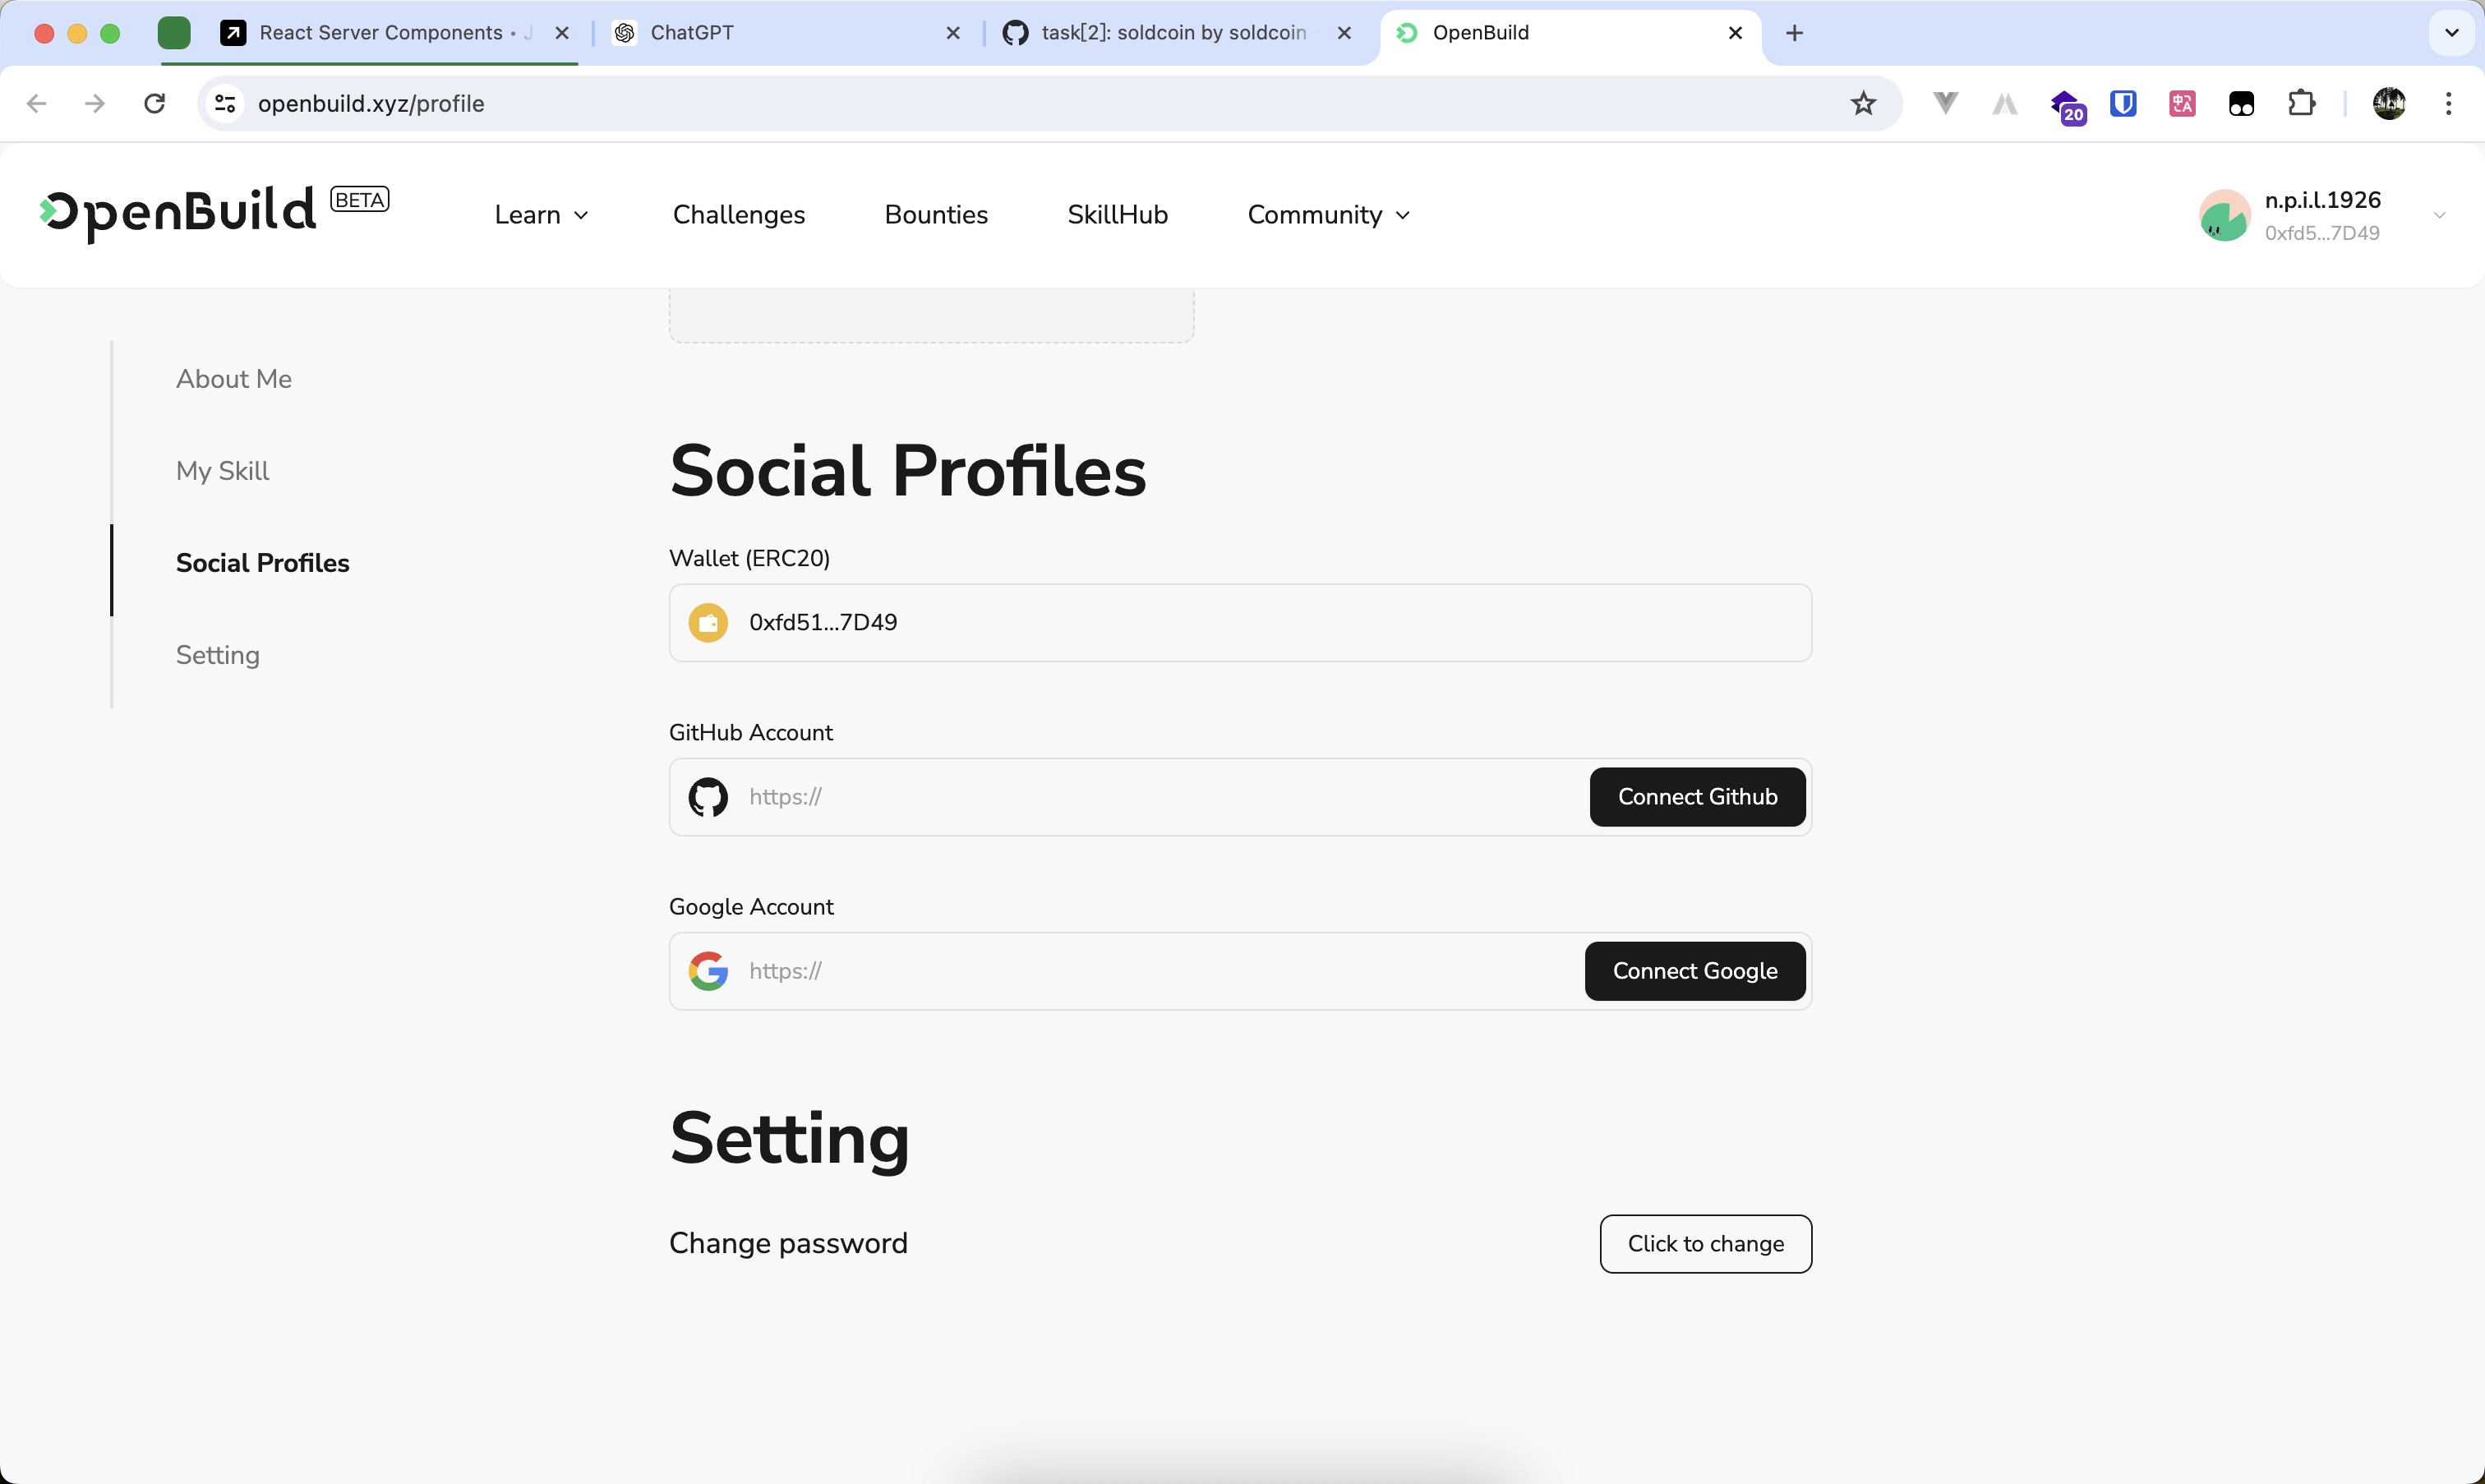 React Server Components • J
ChatGPT
task[2]: soldcoin by soldcoin
OpenBuild
openbuild.xyz/profile
20
OpenBuild BETA
Learn
Challenges
Bounties
SkillHub
Community
n.p.i.l.1926
0xfd5...7D49
About Me
My Skill
Social Profiles
Setting
Social Profiles
Wallet (ERC20)
0xfd51...7D49
GitHub Account
https://
Connect Github
Google Account
https://
Connect Google
Setting
Change password
Click to change